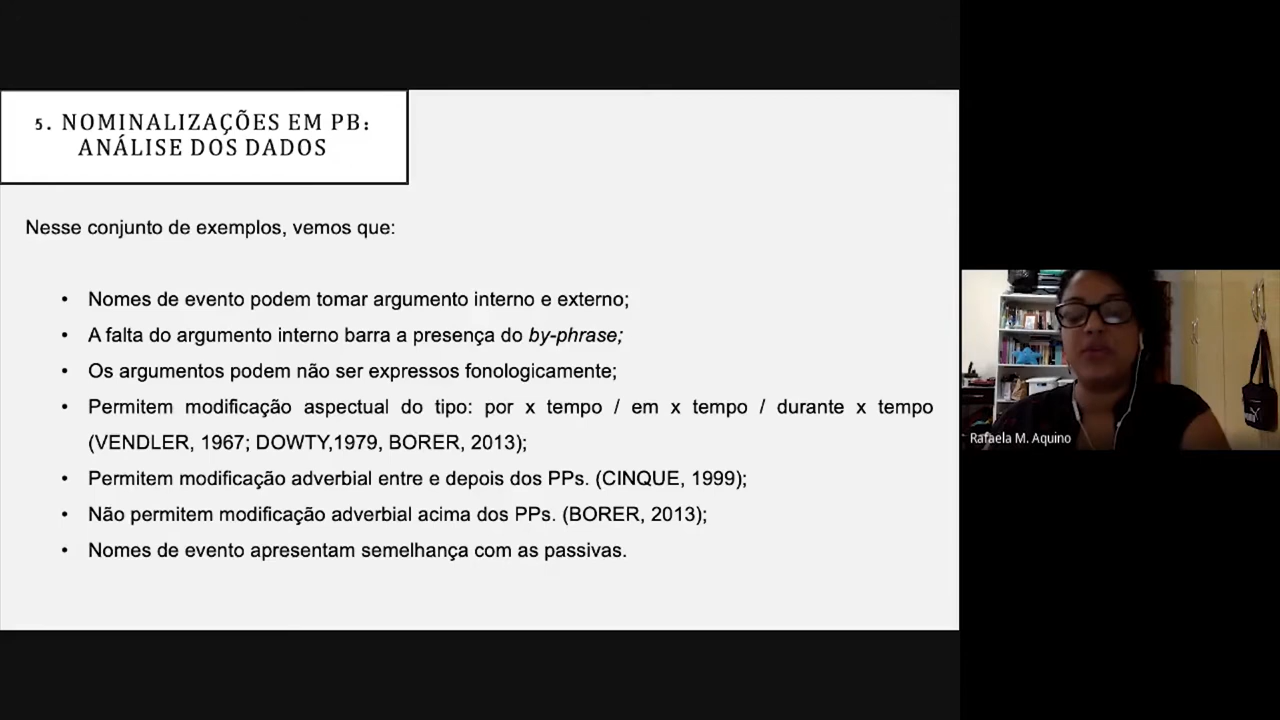 5. NOMINALIZAÇÕES EM PB:
ANÁLISE DOS DADOS
Nesse conjunto de exemplos, vemos que:
• Nomes de evento podem tomar argumento interno e externo;
• A falta do argumento interno barra a presença do by-phrase;
• Os argumentos podem não ser expressos fonologicamente;
• Permitem modificação aspectual do tipo: por x tempo / em x tempo / durante x tempo
(VENDLER, 1967; DOWTY,1979, BORER, 2013);
• Permitem modificação adverbial entre e depois dos PPs. (CINQUE, 1999);
• Não permitem modificação adverbial acima dos PPs. (BORER, 2013);
• Nomes de evento apresentam semelhança com as passivas.
Rafaela M. Aquino